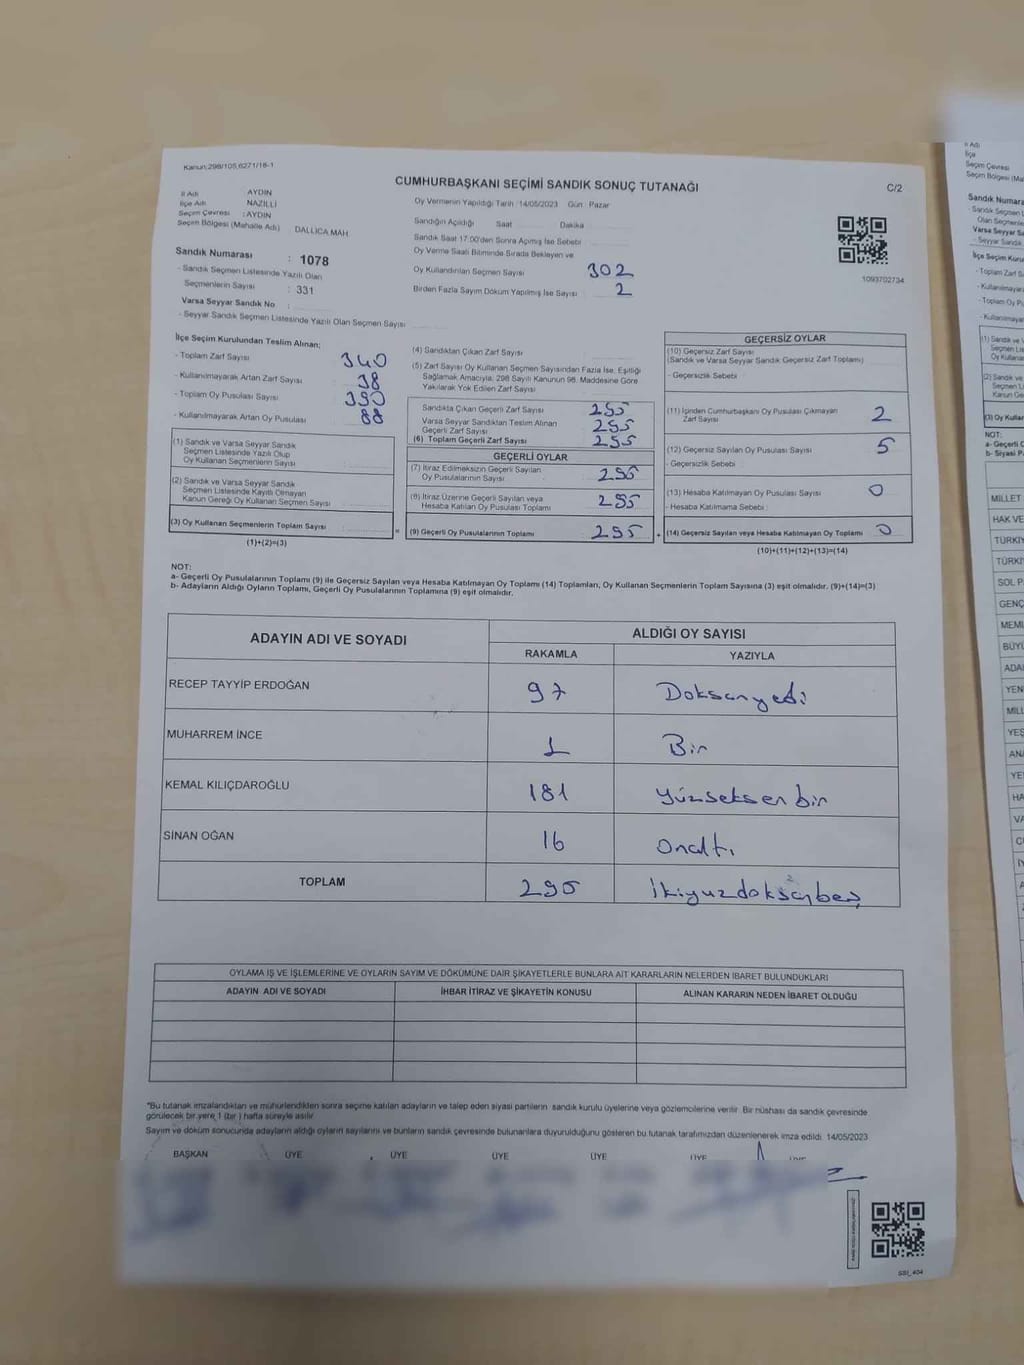 Kanun:298/105,6271/18-1
CUMHURBAŞKANI SEÇİMİ SANDIK SONUÇ TUTANAĞI
C/2
İl Adı : AYDIN
İlçe Adı : NAZİLLİ
Seçim Çevresi : AYDIN
Seçim Bölgesi (Mahalle Adı) : DALLICA MAH
Sandık Numarası : 1078
- Sandık Seçmen Listesinde Yazılı Olan
Seçmenlerin Sayısı : 331
Varsa Seyyar Sandık No :
- Seyyar Sandık Seçmen Listesinde Yazılı Olan Seçmen Sayısı
Oy Vermenin Yapıldığı Tarih : 14/05/2023 Gün : Pazar
Sandığın Açıldığı Saat Dakika
Sandık Saat 17:00'den Sonra Açılmış İse Sebebi
Oy Verme Saati Bitiminde Sırada Bekleyen ve
Oy Kullandırılan Seçmen Sayısı 302
Birden Fazla Sayım Döküm Yapılmış İse Sayısı 2
1093702734
İlçe Seçim Kurulundan Teslim Alınan;
- Toplam Zarf Sayısı 340
- Kullanılmayarak Artan Zarf Sayısı 38
- Toplam Oy Pusulası Sayısı 390
- Kullanılmayarak Artan Oy Pusulası 88
(1) Sandık ve Varsa Seyyar Sandık
Seçmen Listesinde Yazılı Olup
Oy Kullanan Seçmenlerin Sayısı
(2) Sandık ve Varsa Seyyar Sandık
Seçmen Listesinde Kayıtlı Olmayan
Kanun Gereği Oy Kullanan Seçmen Sayısı
(3) Oy Kullanan Seçmenlerin Toplam Sayısı
(1)+(2)=(3)
(4) Sandıktan Çıkan Zarf Sayısı
(5) Zarf Sayısı Oy Kullanan Seçmen Sayısından Fazla İse, Eşitliği
Sağlamak Amacıyla; 298 Sayılı Kanunun 98. Maddesine Göre
Yakılarak Yok Edilen Zarf Sayısı
Sandıkta Çıkan Geçerli Zarf Sayısı 295
Varsa Seyyar Sandıktan Teslim Alınan
Geçerli Zarf Sayısı 295
(6) Toplam Geçerli Zarf Sayısı 295
GEÇERLİ OYLAR
(7) İtiraz Edilmeksizin Geçerli Sayılan
Oy Pusulalarının Sayısı 295
(8) İtiraz Üzerine Geçerli Sayılan veya
Hesaba Katılan Oy Pusulası Toplamı 295
= (9) Geçerli Oy Pusulalarının Toplamı 295
GEÇERSİZ OYLAR
(10) Geçersiz Zarf Sayısı
(Sandık ve Varsa Seyyar Sandık Geçersiz Zarf Toplamı)
- Geçersizlik Sebebi
(11) İçinden Cumhurbaşkanı Oy Pusulası Çıkmayan
Zarf Sayısı 2
(12) Geçersiz Sayılan Oy Pusulası Sayısı 5
- Geçersizlik Sebebi
(13) Hesaba Katılmayan Oy Pusulası Sayısı 0
- Hesaba Katılmama Sebebi
+ (14) Geçersiz Sayılan veya Hesaba Katılmayan Oy Toplamı 0
(10)+(11)+(12)+(13)=(14)
NOT:
a- Geçerli Oy Pusulalarının Toplamı (9) ile Geçersiz Sayılan veya Hesaba Katılmayan Oy Toplamı (14) Toplamları, Oy Kullanan Seçmenlerin Toplam Sayısına (3) eşit olmalıdır. (9)+(14)=(3)
b- Adayların Aldığı Oyların Toplamı, Geçerli Oy Pusulalarının Toplamına (9) eşit olmalıdır.
ADAYIN ADI VE SOYADI ALDIĞI OY SAYISI
RAKAMLA YAZIYLA
RECEP TAYYİP ERDOĞAN 97 Doksanyedi
MUHARREM İNCE 1 Bir
KEMAL KILIÇDAROĞLU 181 Yüzseksen bir
SİNAN OĞAN 16 onaltı
TOPLAM 295 İkiyüzdoksanbeş
OYLAMA İŞ VE İŞLEMLERİNE VE OYLARIN SAYIM VE DÖKÜMÜNE DAİR ŞİKAYETLERLE BUNLARA AİT KARARLARIN NELERDEN İBARET BULUNDUKLARI
ADAYIN ADI VE SOYADI İHBAR İTİRAZ VE ŞİKAYETİN KONUSU ALINAN KARARIN NEDEN İBARET OLDUĞU
*Bu tutanak imzalandıktan ve mühürlendikten sonra seçime katılan adayların ve talep eden siyasi partilerin sandık kurulu üyelerine veya gözlemcilerine verilir. Bir nüshası da sandık çevresinde
görülecek bir yere 1 (bir ) hafta süreyle asılır.
Sayım ve döküm sonucunda adayların aldığı oyların sayılarını ve bunların sandık çevresinde bulunanlara duyurulduğunu gösteren bu tutanak tarafımızdan düzenlenerek imza edildi. 14/05/2023
BAŞKAN ÜYE ÜYE ÜYE ÜYE ÜYE ÜYE